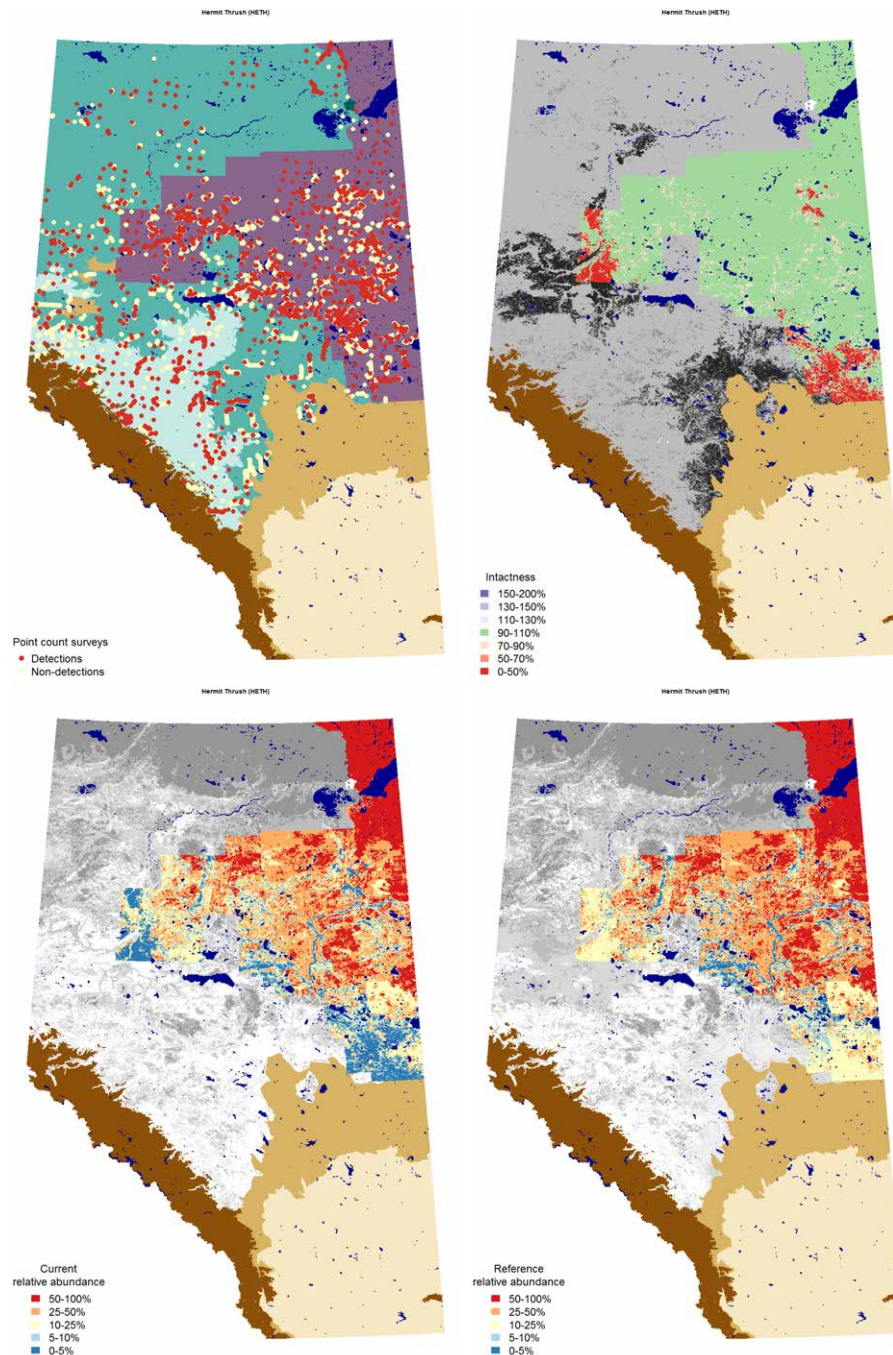 Hermit Thrush (HETH)
Hermit Thrush (HETH)
Point count surveys
Detections
Non-detections
Intactness
150-200%
130-150%
110-130%
90-110%
70-90%
50-70%
0-50%
Hermit Thrush (HETH)
Hermit Thrush (HETH)
Current
relative abundance
50-100%
25-50%
10-25%
5-10%
0-5%
Reference
relative abundance
50-100%
25-50%
10-25%
5-10%
0-5%